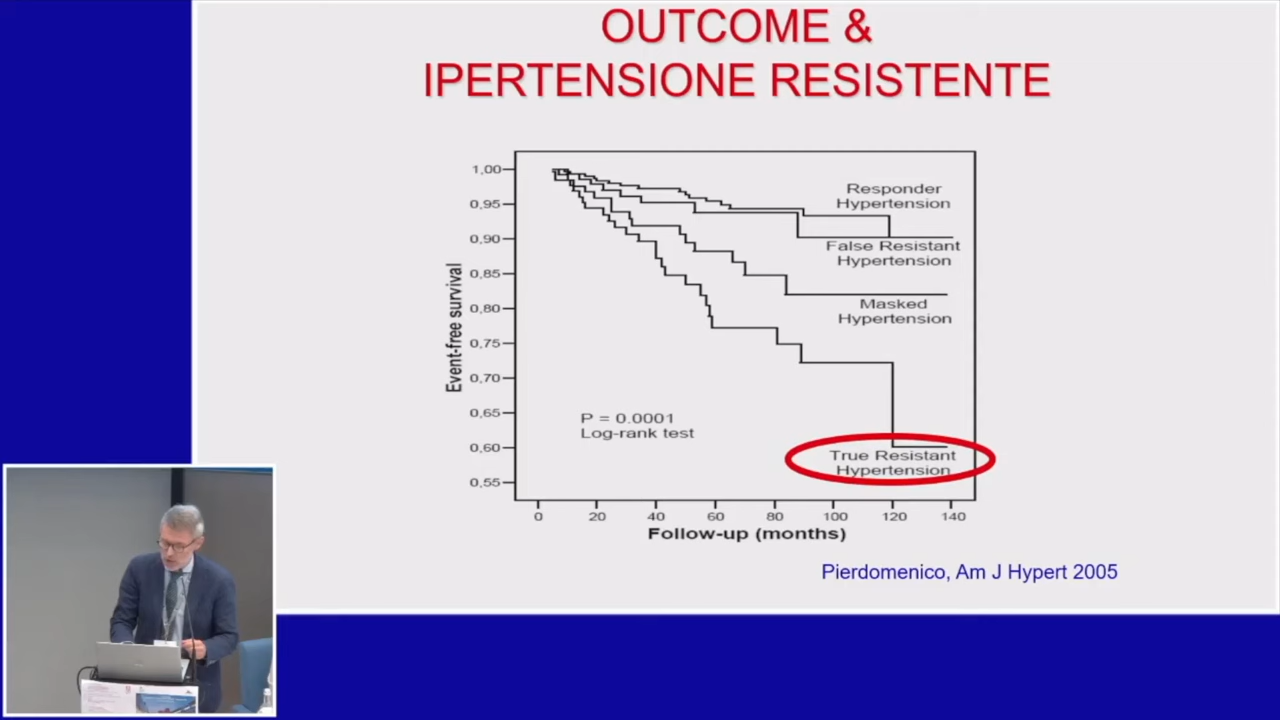 OUTCOME &
IPERTENSIONE RESISTENTE
Event-free survival
1,00
0,95
0,90
0,85
0,80
0,75
0,70
0,65
0,60
0,55
Responder
Hypertension
False Resistant
Hypertension
Masked
Hypertension
P = 0.0001
Log-rank test
True Resistant
Hypertension
0 20 40 60 80 100 120 140
Follow-up (months)
Pierdomenico, Am J Hypert 2005